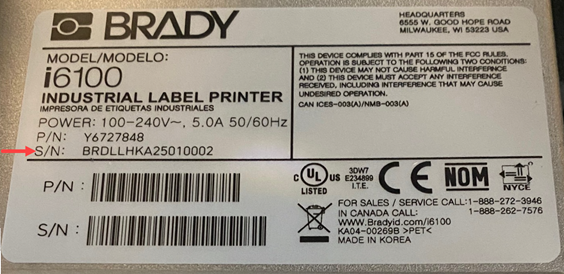 BRADY
HEADQUARTERS
6555 W. GOOD HOPE ROAD
MILWAUKEE, WI 53223 USA
MODEL/MODELO:
i6100
INDUSTRIAL LABEL PRINTER
IMPRESORA DE ETIQUETAS INDUSTRIALES
POWER: 100-240V~, 5.0A 50/60Hz
P/N: Y6727848
S/N: BRDLLHKA25010002
THIS DEVICE COMPLIES WITH PART 15 OF THE FCC RULES.
OPERATION IS SUBJECT TO THE FOLLOWING TWO CONDITIONS:
(1) THIS DEVICE MAY NOT CAUSE HARMFUL INTERFERNCE
AND (2) THIS DEVICE MUST ACCEPT ANY INTERFERENCE
RECEIVED, INCLUDING INTERFERENCE THAT MAY CAUSE
UNDESIRED OPERATION.
CAN ICES-003(A)/NMB-003(A)
P/N :
S/N :
C UL US
LISTED
3DW7
E234899
I.T.E.
CE
NOM
NYCE
FOR SALES / SERVICE CALL:1-888-272-3946
IN CANADA CALL: 1-888-262-7576
WWW.Bradyid.com/i6100
KA04-00269B >PET<
MADE IN KOREA